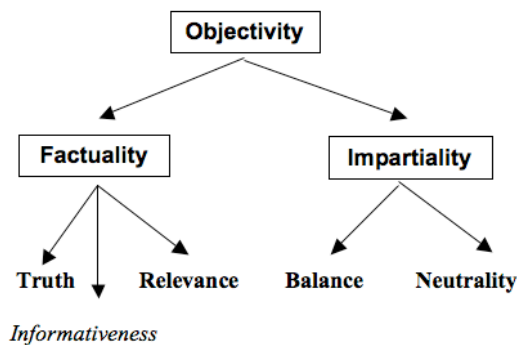 Objectivity
Factuality
Impartiality
Truth
Relevance
Balance
Neutrality
Informativeness